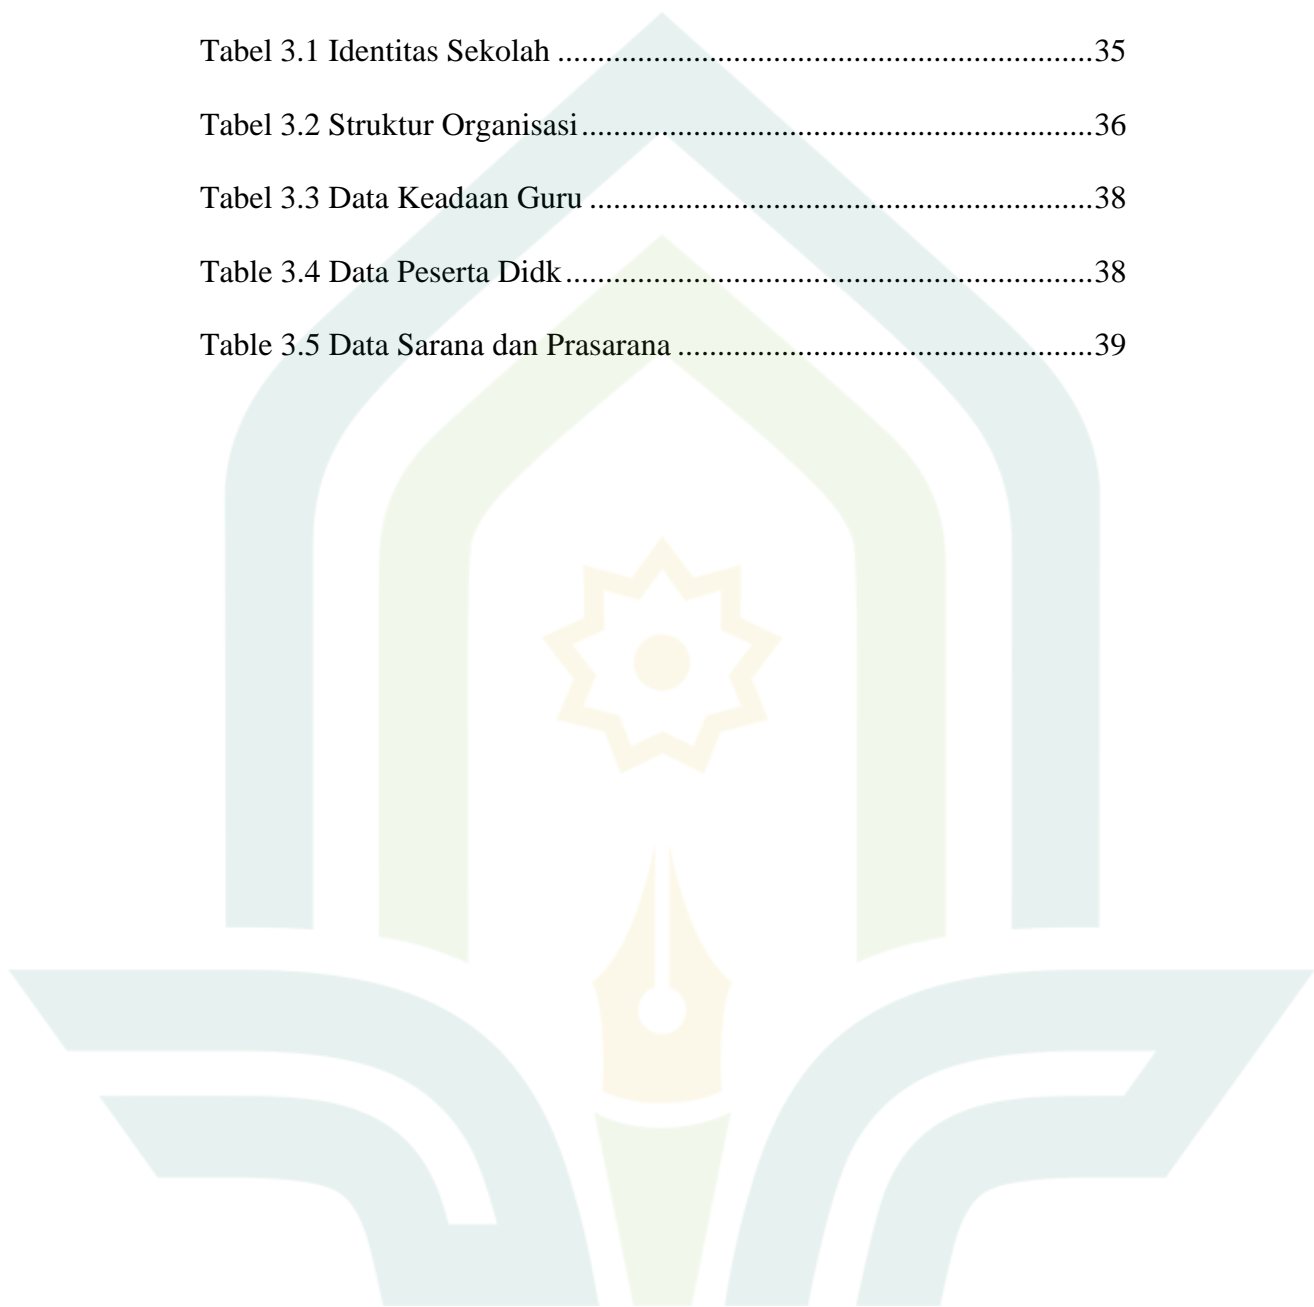 Tabel 3.1 Identitas Sekolah ....................................................................35
Tabel 3.2 Struktur Organisasi.................................................................36
Tabel 3.3 Data Keadaan Guru ................................................................38
Table 3.4 Data Peserta Didk...................................................................38
Table 3.5 Data Sarana dan Prasarana .....................................................39